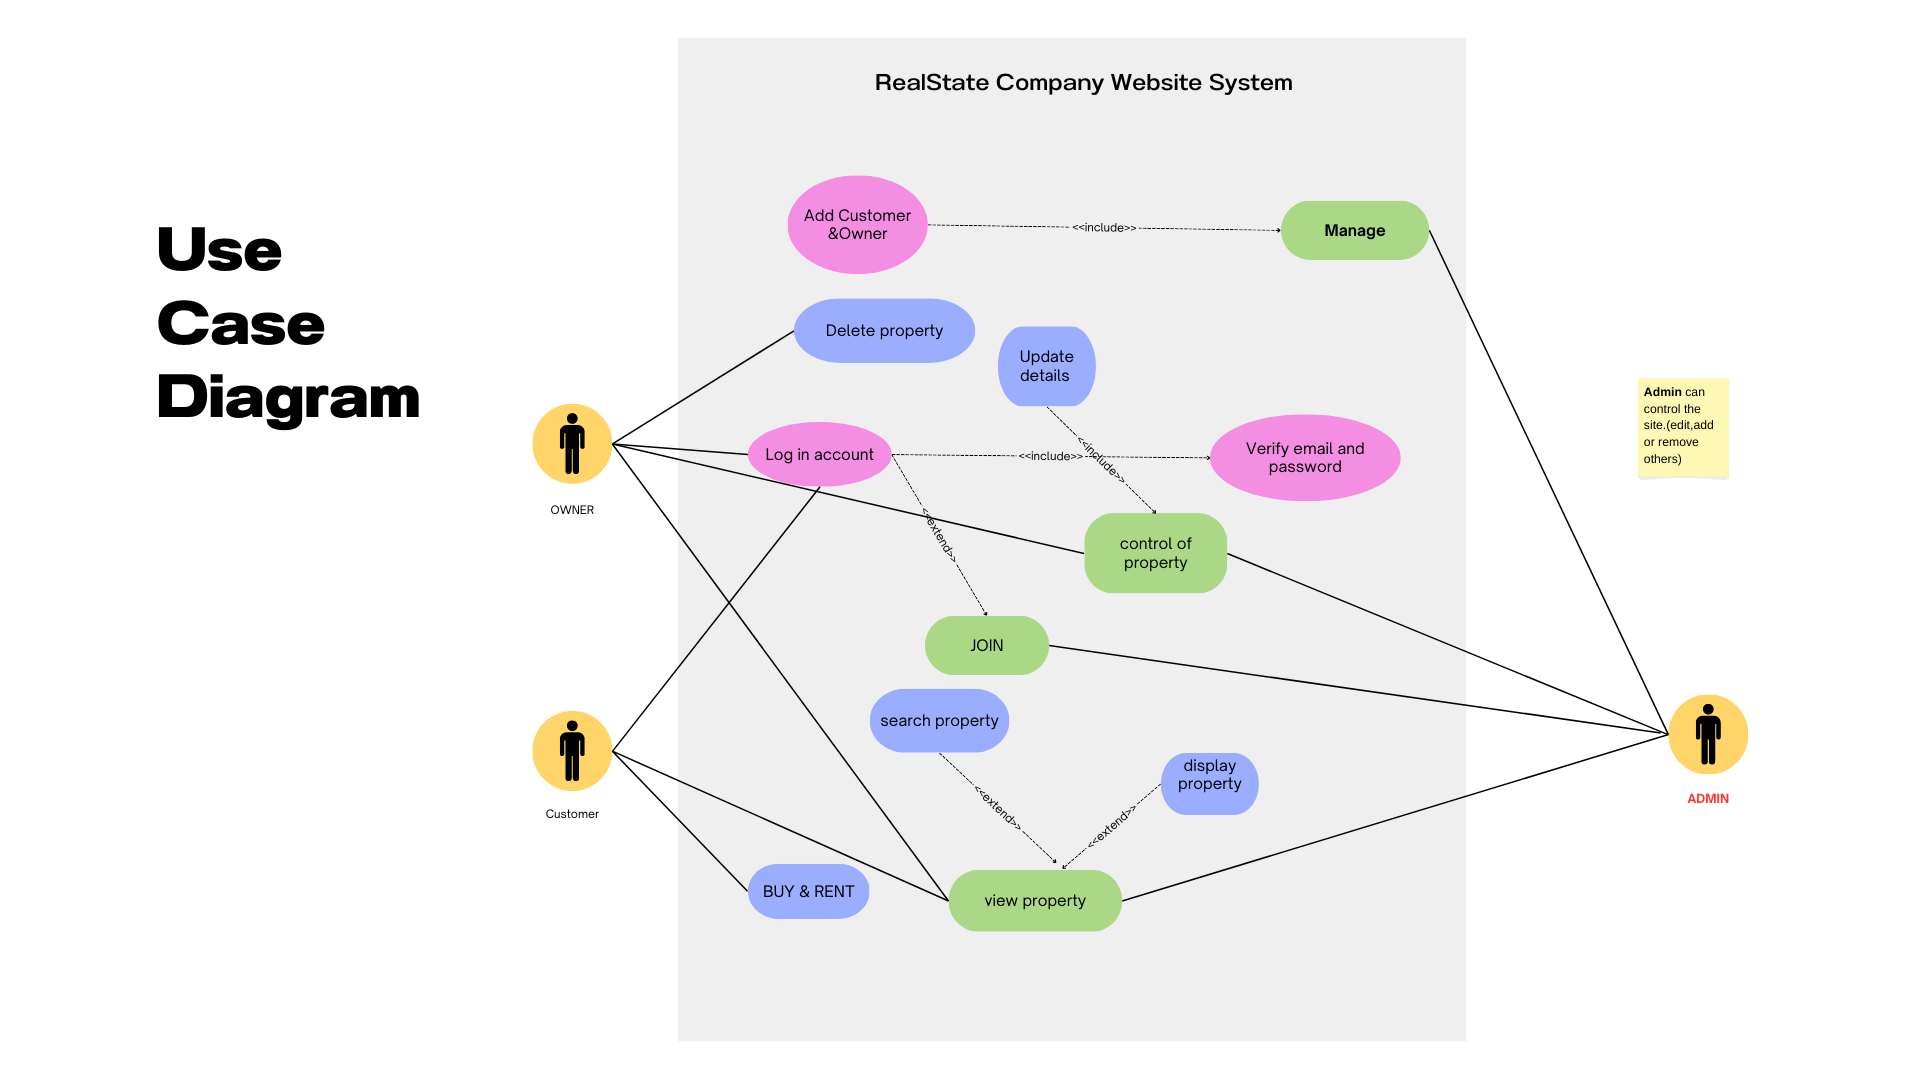 Use
Case
Diagram
RealState Company Website System
Add Customer
&Owner
<<include>>
Manage
Delete property
Update
details
Admin can
control the
site.(edit,add
or remove
others)
OWNER
Log in account
<<include>>
<<include>>
Verify email and
password
<<extend>>
control of
property
JOIN
search property
display
property
<<extend>>
<<extend>>
Customer
ADMIN
BUY & RENT
view property